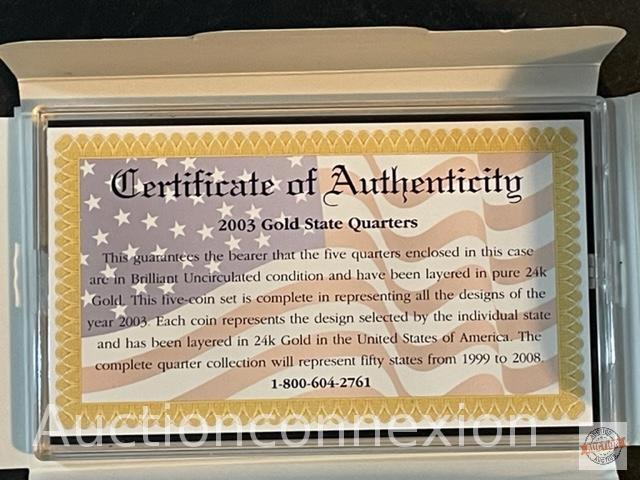 Certificate of Authenticity
2003 Gold State Quarters
This guarantees the bearer that the five quarters enclosed in this case
are in Brilliant Uncirculated condition and have been layered in pure 24k
Gold. This five-coin set is complete in representing all the designs of the
year 2003. Each coin represents the design selected by the individual state
and has been layered in 24k Gold in the United States of America. The
complete quarter collection will represent fifty states from 1999 to 2008.
1-800-604-2761
Auctionconnexion